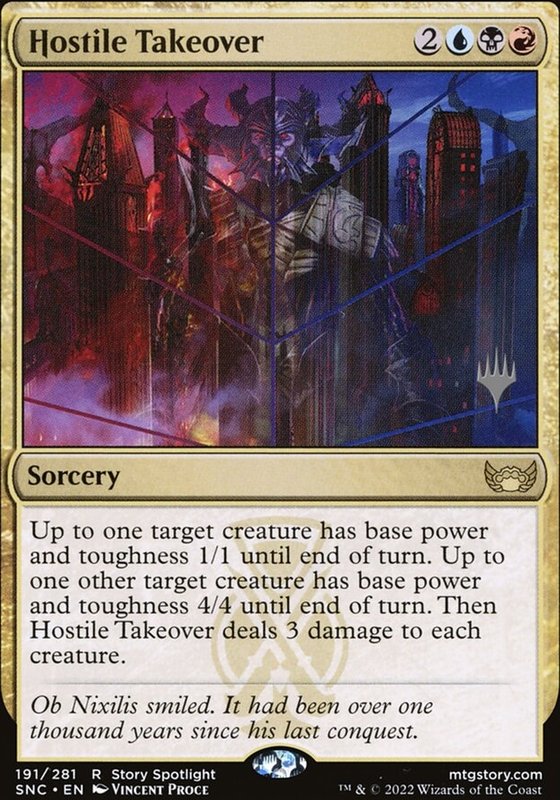 Hostile Takeover 2
Sorcery
Up to one target creature has base power
and toughness 1/1 until end of turn. Up to
one other target creature has base power
and toughness 4/4 until end of turn. Then
Hostile Takeover deals 3 damage to each
creature.
Ob Nixilis smiled. It had been over one
thousand years since his last conquest.
191/281 R Story Spotlight
mtgstory.com
SNC • EN Vincent Proce
™ & © 2022 Wizards of the Coast